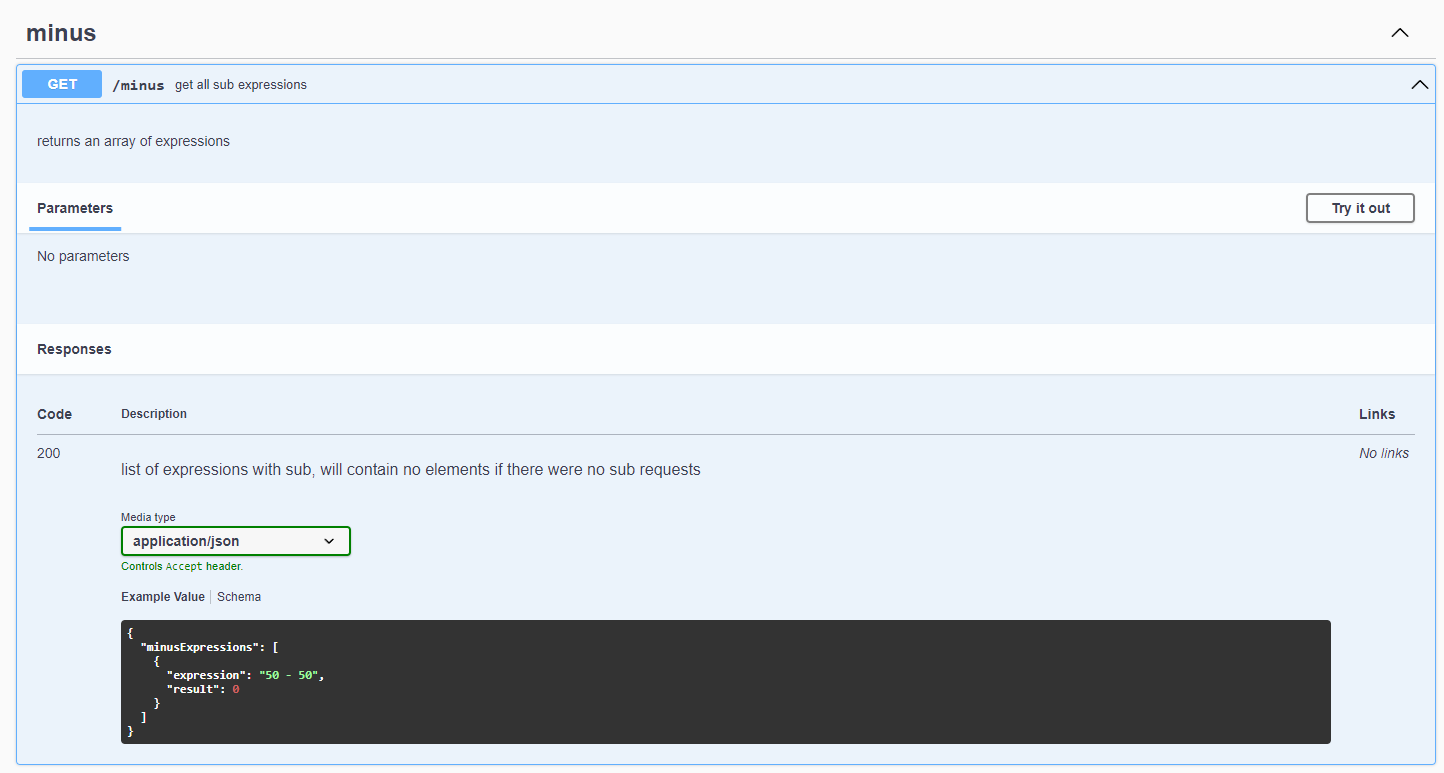 minus
GET /minus get all sub expressions
returns an array of expressions
Parameters Try it out
No parameters
Responses
Code Description Links
200 No links
list of expressions with sub, will contain no elements if there were no sub requests
Media type
application/json
Controls Accept header.
Example Value Schema
{
  "minusExpressions": [
    {
      "expression": "50 - 50",
      "result": 0
    }
  ]
}